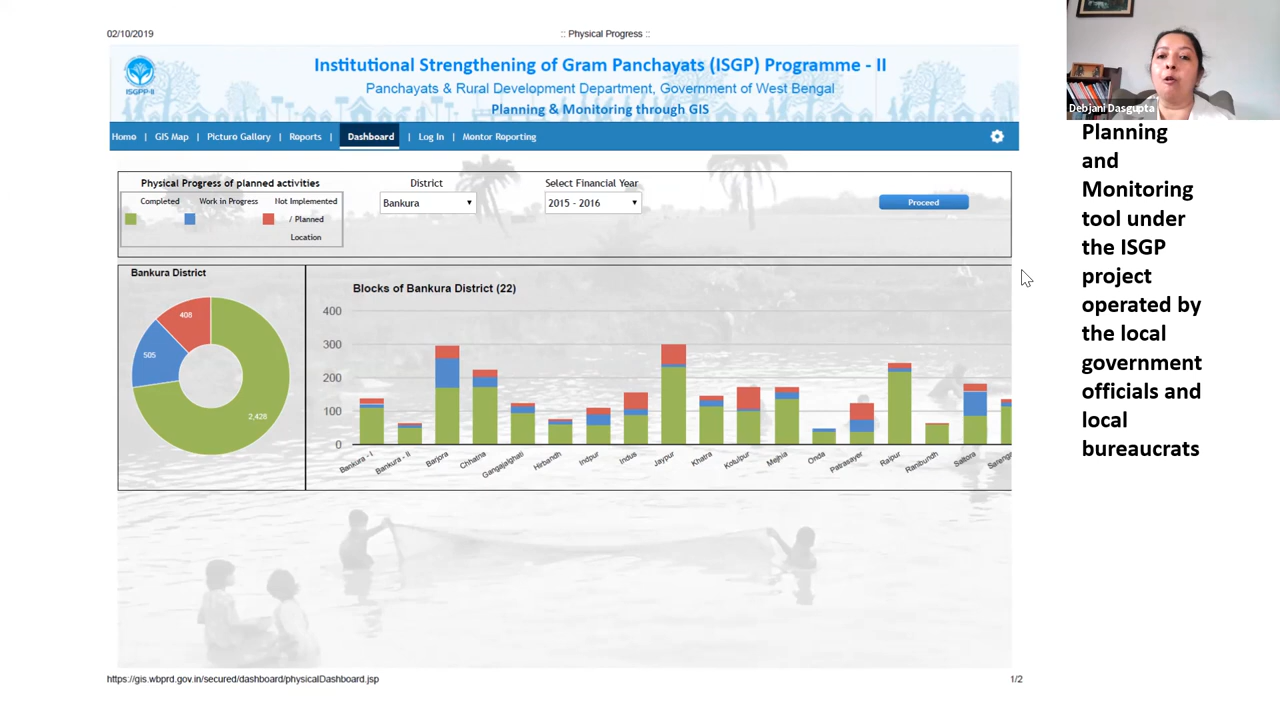 02/10/2019
:: Physical Progress ::
ISGPP-II
Institutional Strengthening of Gram Panchayats (ISGP) Programme - II
Panchayats & Rural Development Department, Government of West Bengal
Planning & Monitoring through GIS
Home | GIS Map | Picture Gallery | Reports | Dashboard | Log In | Mentor Reporting
Physical Progress of planned activities
Completed
Work in Progress
Not Implemented
/ Planned
Location
District
Bankura
Select Financial Year
2015 - 2016
Proceed
Bankura District
408
505
2,428
Blocks of Bankura District (22)
400
300
200
100
0
Bankura - I
Bankura - II
Barjora
Chhatna
Gangajalghati
Hirbandh
Indpur
Indus
Jaypur
Khatra
Kotulpur
Mejhia
Onda
Patrasayer
Raipur
Ranibundh
Saltora
Sarenga
https://gis.wbprd.gov.in/secured/dashboard/physicalDashboard.jsp
1/2
Debjani Dasgupta
Planning
and
Monitoring
tool under
the ISGP
project
operated by
the local
government
officials and
local
bureaucrats